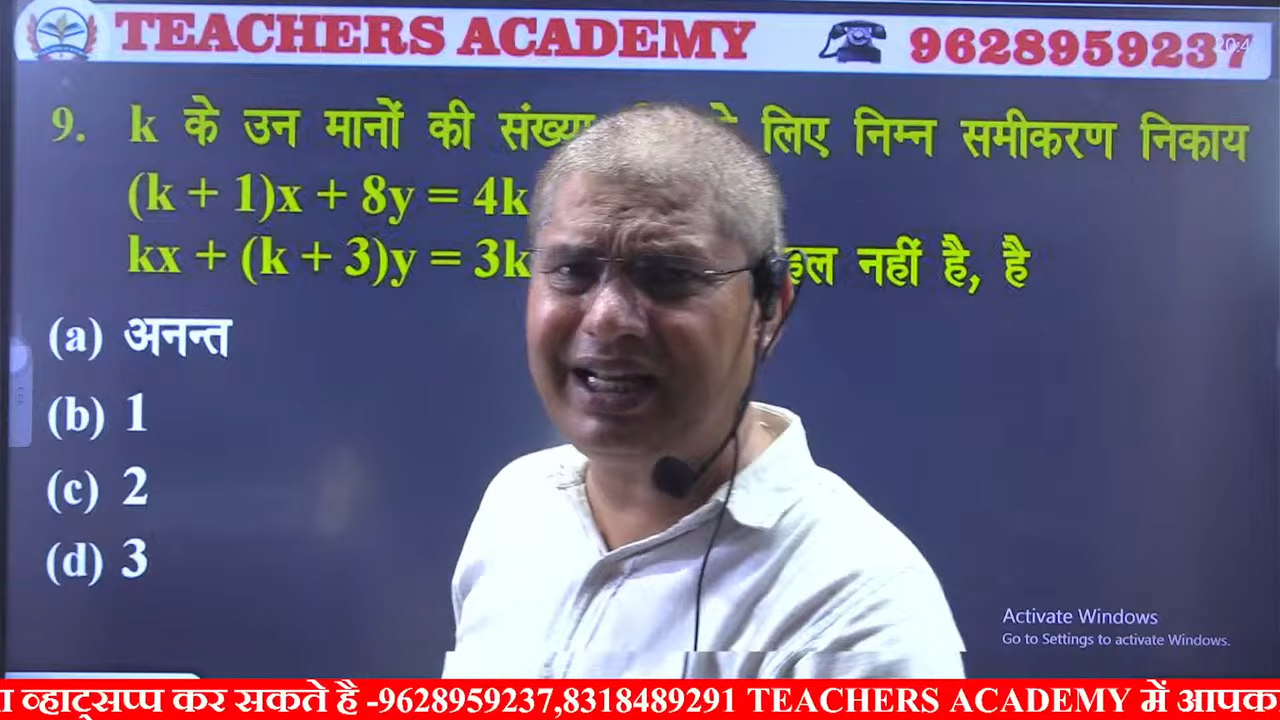 TEACHERS ACADEMY 9628959237
9. k के उन मानों की संख्या लिए निम्न समीकरण निकाय
(k + 1)x + 8y = 4k
kx + (k + 3)y = 3k हल नहीं है, है
(a) अनन्त
(b) 1
(c) 2
(d) 3
Activate Windows
Go to Settings to activate Windows.
व्हाट्सप्प कर सकते है -9628959237,8318489291 TEACHERS ACADEMY में आपका